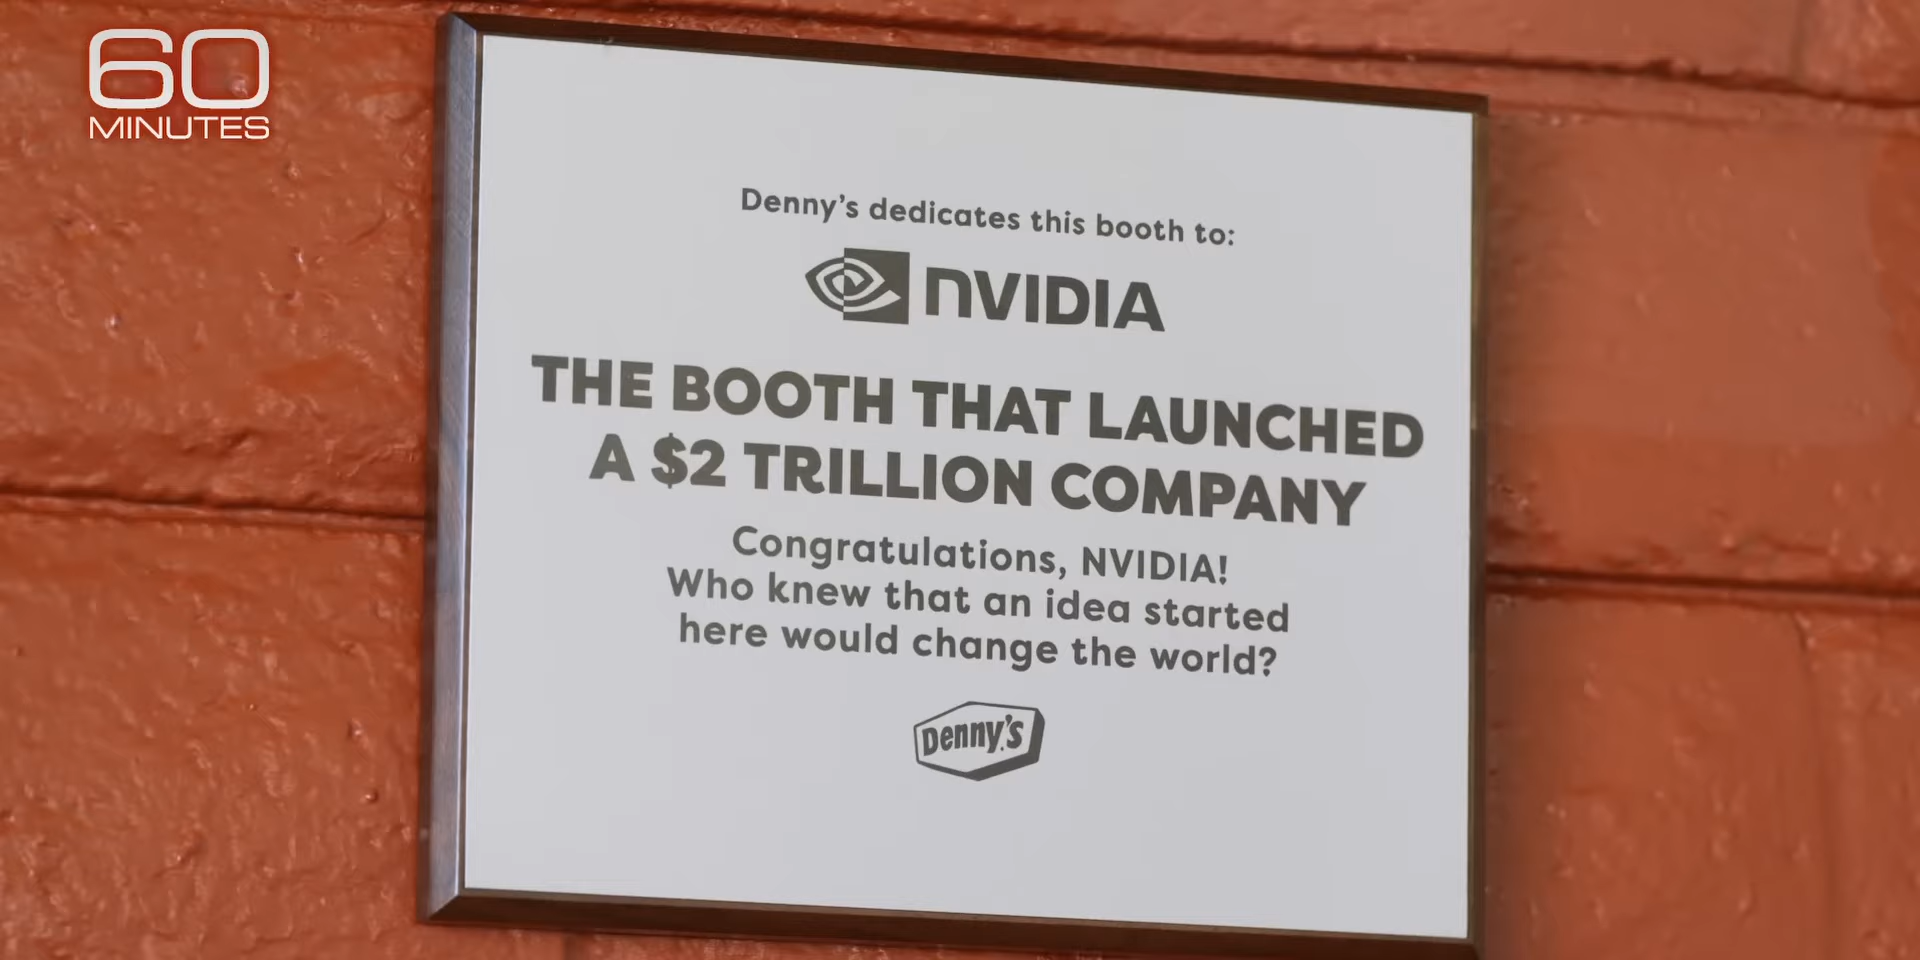 60
MINUTES
Denny's dedicates this booth to:
NVIDIA
THE BOOTH THAT LAUNCHED
A $2 TRILLION COMPANY
Congratulations, NVIDIA!
Who knew that an idea started
here would change the world?
Denny's